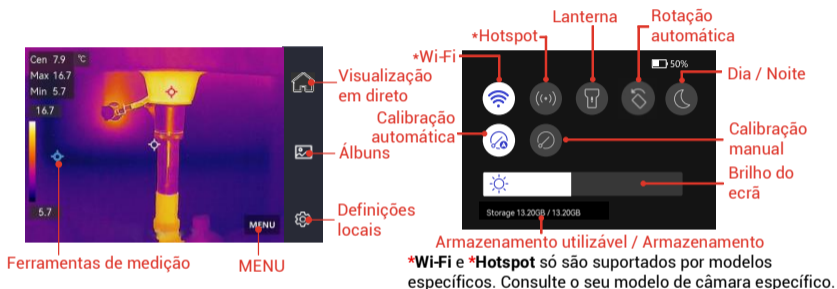 Cen 7.9 °C
Max 16.7
Min 5.7
16.7
5.7
MENU
Visualização
em direto
Álbuns
Definições
locais
Ferramentas de medição
MENU
Lanterna
Rotação
automática
*Hotspot
*Wi-Fi
50%
Dia / Noite
Calibração
automática
Calibração
manual
Brilho do
ecrã
Storage 13.20GB / 13.20GB
Armazenamento utilizável / Armazenamento
*Wi-Fi e *Hotspot só são suportados por modelos
específicos. Consulte o seu modelo de câmara específico.